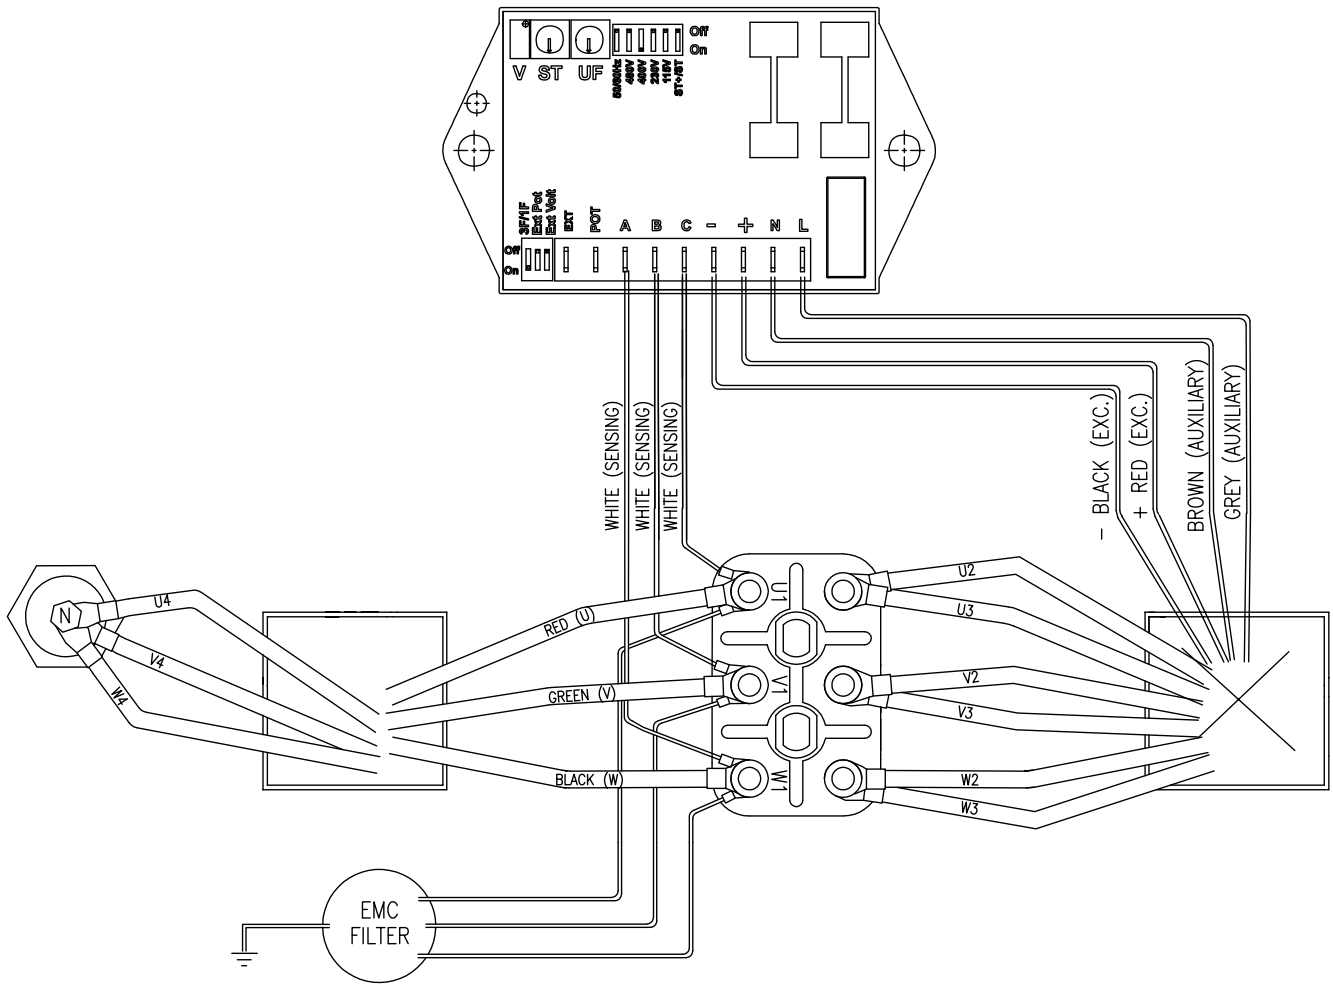 V ST UF
Off
On
50/60Hz
480V
400V
230V
115V
ST+/ST
3F/1F
Ext Pot
Ext Volt
EXT
POT
A B C - + N L
Off
On
WHITE (SENSING)
WHITE (SENSING)
WHITE (SENSING)
- BLACK (EXC.)
+ RED (EXC.)
BROWN (AUXILIARY)
GREY (AUXILIARY)
N
U4
V4
W4
RED (U)
GREEN (V)
BLACK (W)
U1
V1
W1
U2
U3
V2
V3
W2
W3
EMC
FILTER